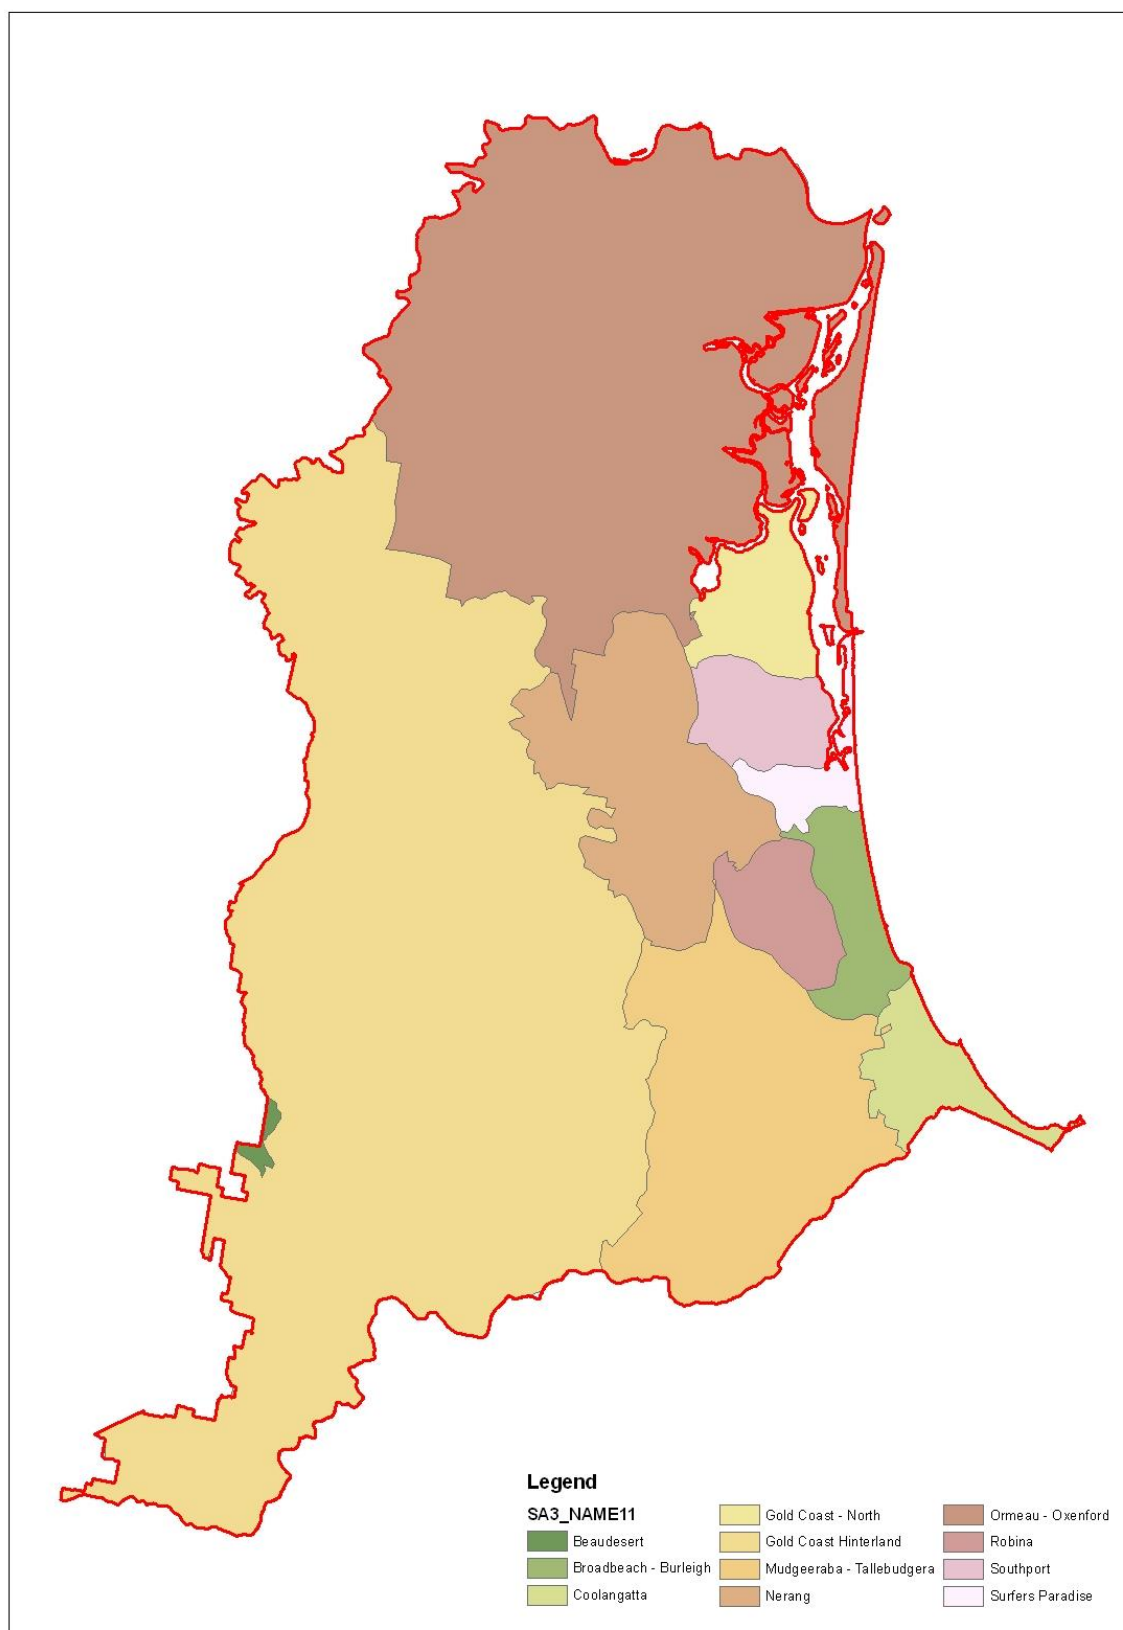 Legend
SA3_NAME11
Beaudesert
Broadbeach - Burleigh
Coolangatta
Gold Coast - North
Gold Coast Hinterland
Mudgeeraba - Tallebudgera
Nerang
Ormeau - Oxenford
Robina
Southport
Surfers Paradise